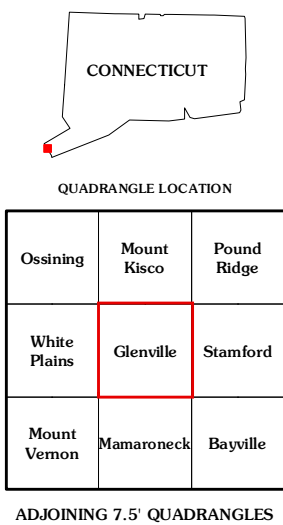 CONNECTICUT
QUADRANGLE LOCATION
Ossining
Mount
Kisco
Pound
Ridge
White
Plains
Glenville
Stamford
Mount
Vernon
Mamaroneck
Bayville
ADJOINING 7.5' QUADRANGLES